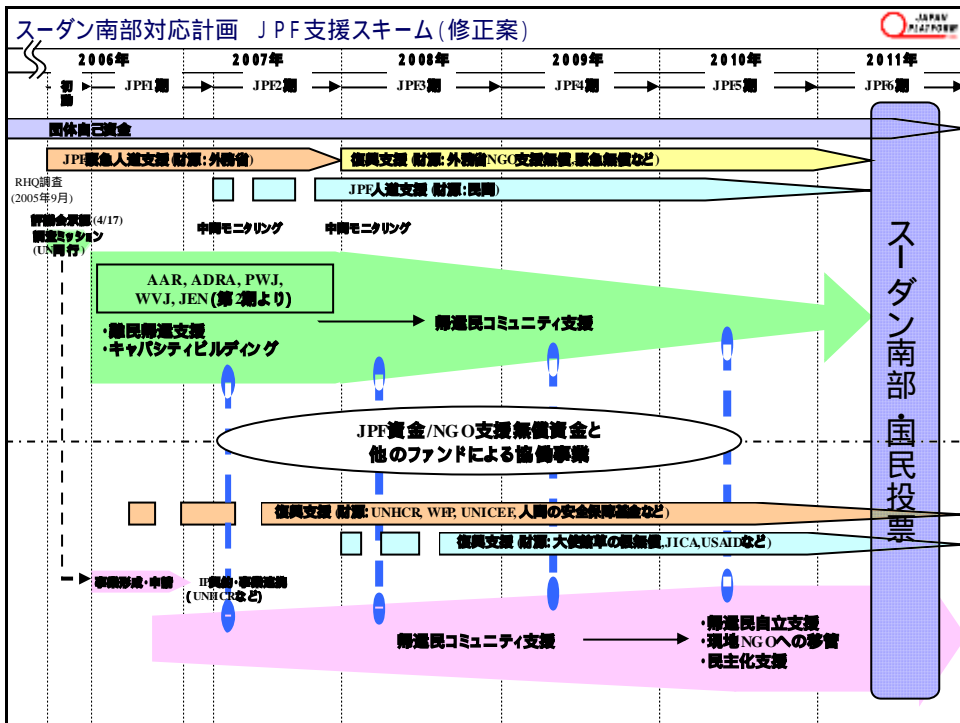 スーダン南部対応計画 JPF支援スキーム(修正案)
JAPAN
PLATFORM
2006年
2007年
2008年
2009年
2010年
2011年
初動
JPF1期
JPF2期
JPF3期
JPF4期
JPF5期
JPF6期
団体自己資金
JPF緊急人道支援(財源:外務省)
復興支援(財源:外務省NGO支援無償,緊急無償など)
RHQ調査
(2005年9月)
JPF人道支援(財源:民間)
評議会承認(4/17)
調査ミッション
(UN同行)
中間モニタリング
中間モニタリング
AAR, ADRA, PWJ,
WVJ, JEN(第2期より)
・難民帰還支援
・キャパシティビルディング
帰還民コミュニティ支援
スーダン南部・国民投票
JPF資金/NGO支援無償資金と
他のファンドによる協働事業
復興支援(財源:UNHCR, WFP, UNICEF,人間の安全保障基金など)
復興支援(財源:大使館草の根無償,JICA,USAIDなど)
事業形成・申請
IP契約・事業実施
(UNHCRなど)
帰還民コミュニティ支援
・帰還民自立支援
・現地NGOへの移管
・民主化支援